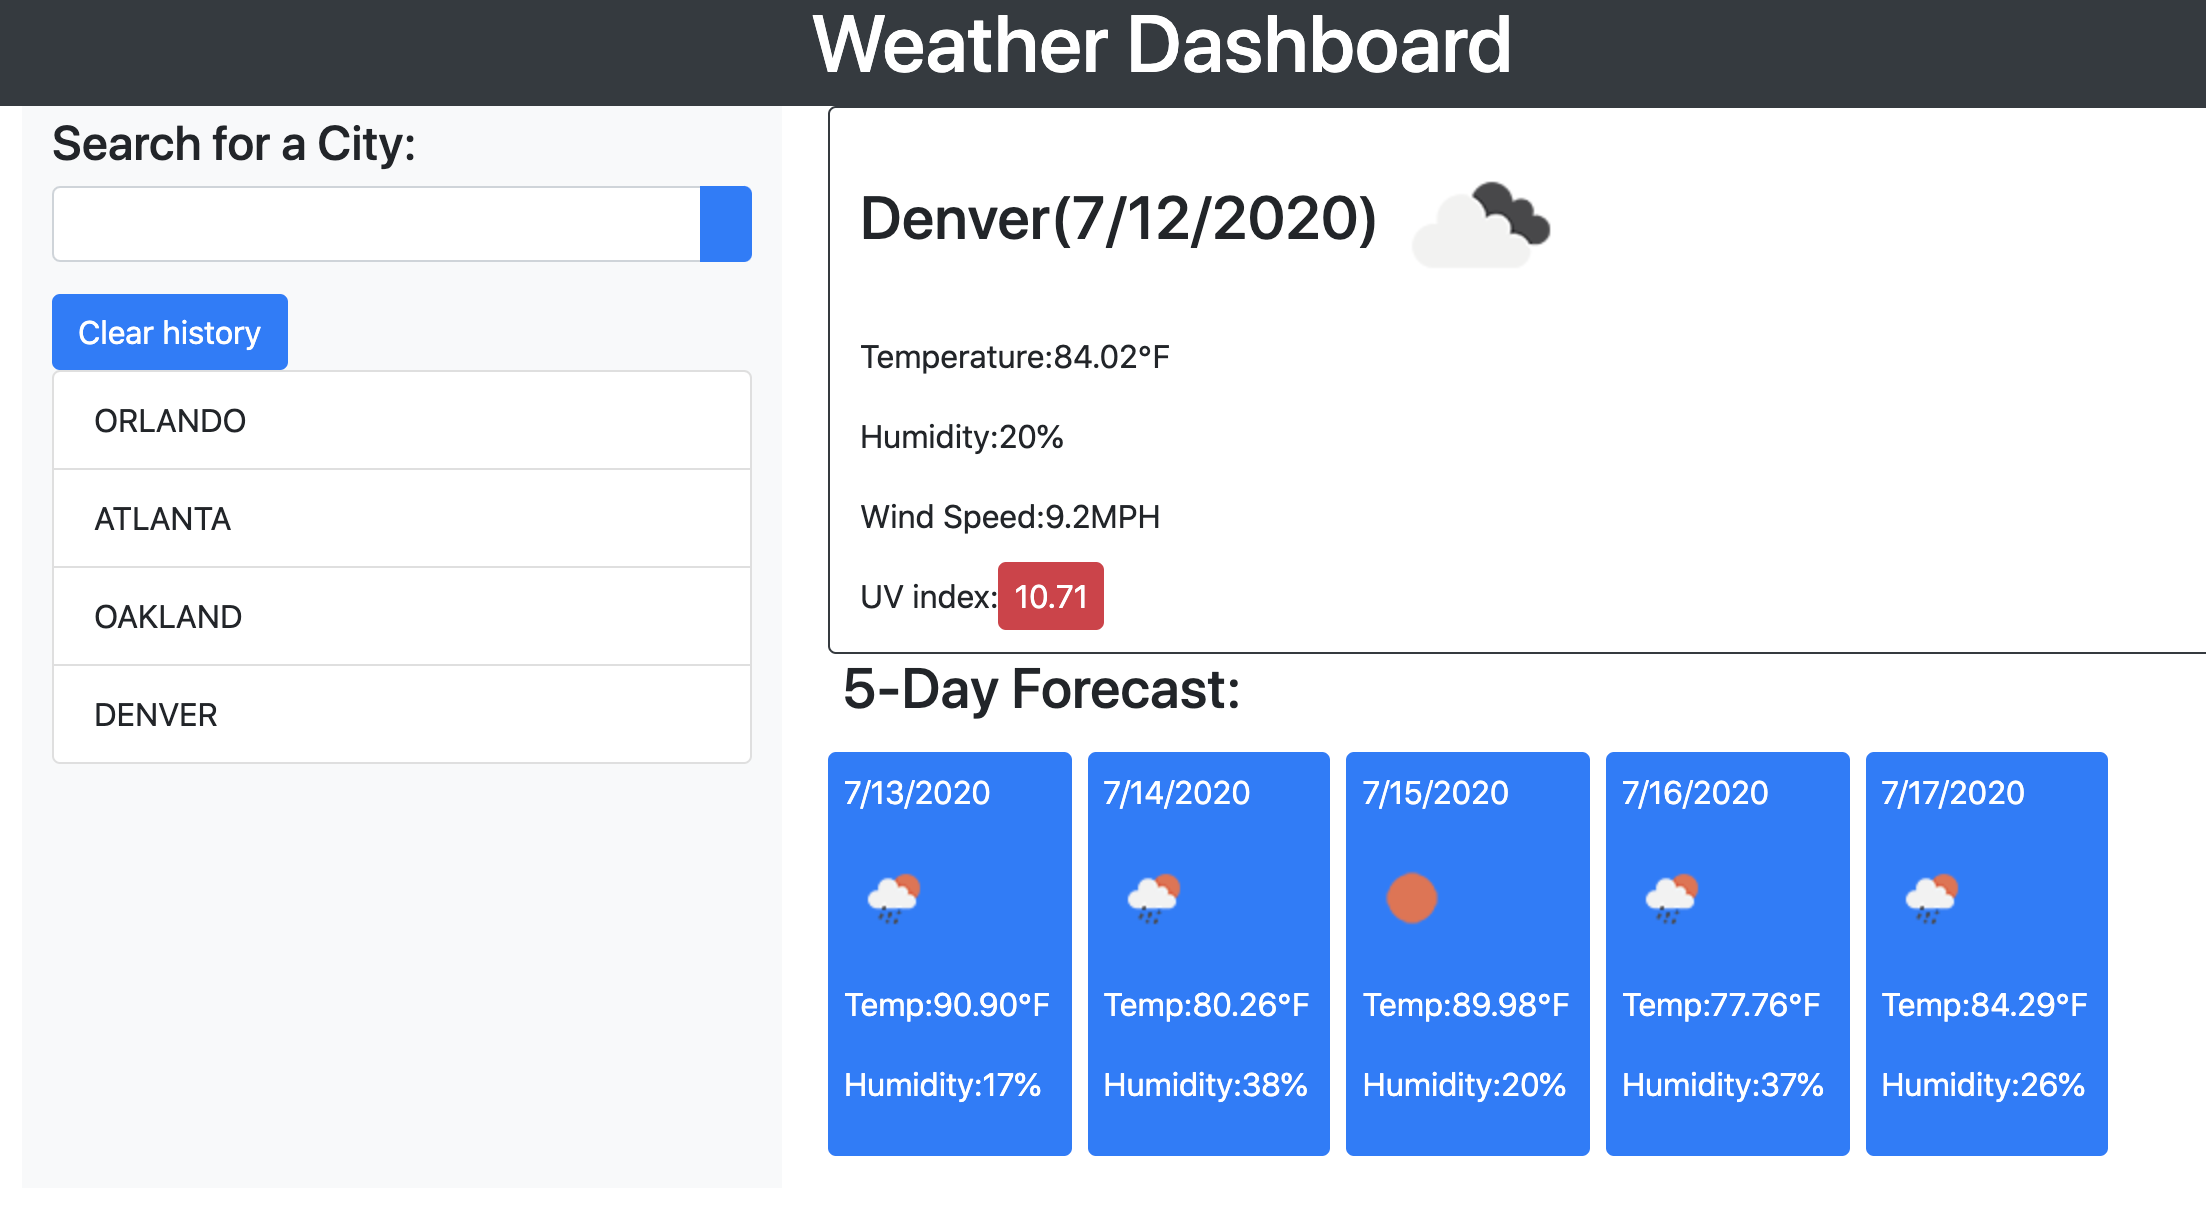 Weather Dashboard
Search for a City:
Clear history
ORLANDO
ATLANTA
OAKLAND
DENVER
Denver(7/12/2020)
Temperature:84.02°F
Humidity:20%
Wind Speed:9.2MPH
UV index:10.71
5-Day Forecast:
7/13/2020
Temp:90.90°F
Humidity:17%
7/14/2020
Temp:80.26°F
Humidity:38%
7/15/2020
Temp:89.98°F
Humidity:20%
7/16/2020
Temp:77.76°F
Humidity:37%
7/17/2020
Temp:84.29°F
Humidity:26%